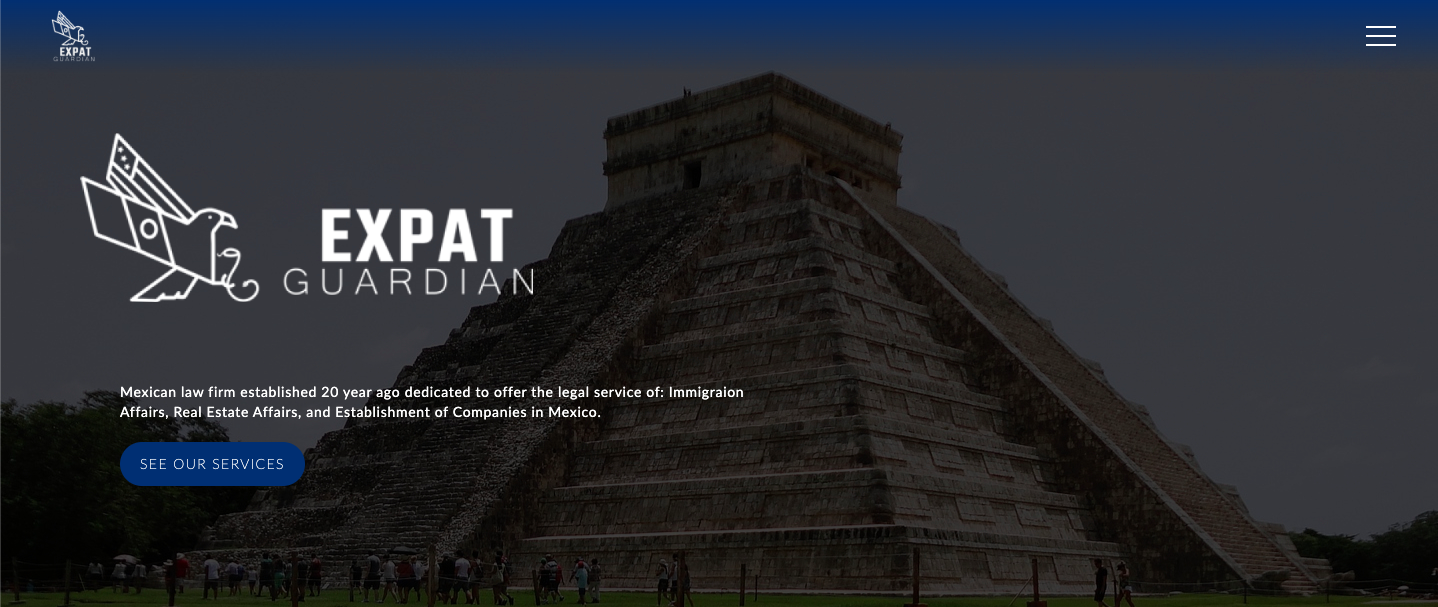 EXPAT
GUARDIAN
EXPAT
GUARDIAN
Mexican law firm established 20 year ago dedicated to offer the legal service of: Immigraion
Affairs, Real Estate Affairs, and Establishment of Companies in Mexico.
SEE OUR SERVICES